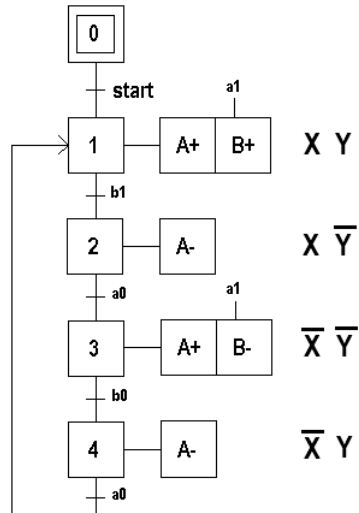 0
start
a1
1 A+ B+ X Y
b1
2 A- X Y̅
a0
a1
3 A+ B- X̅ Y̅
b0
4 A- X̅ Y
a0